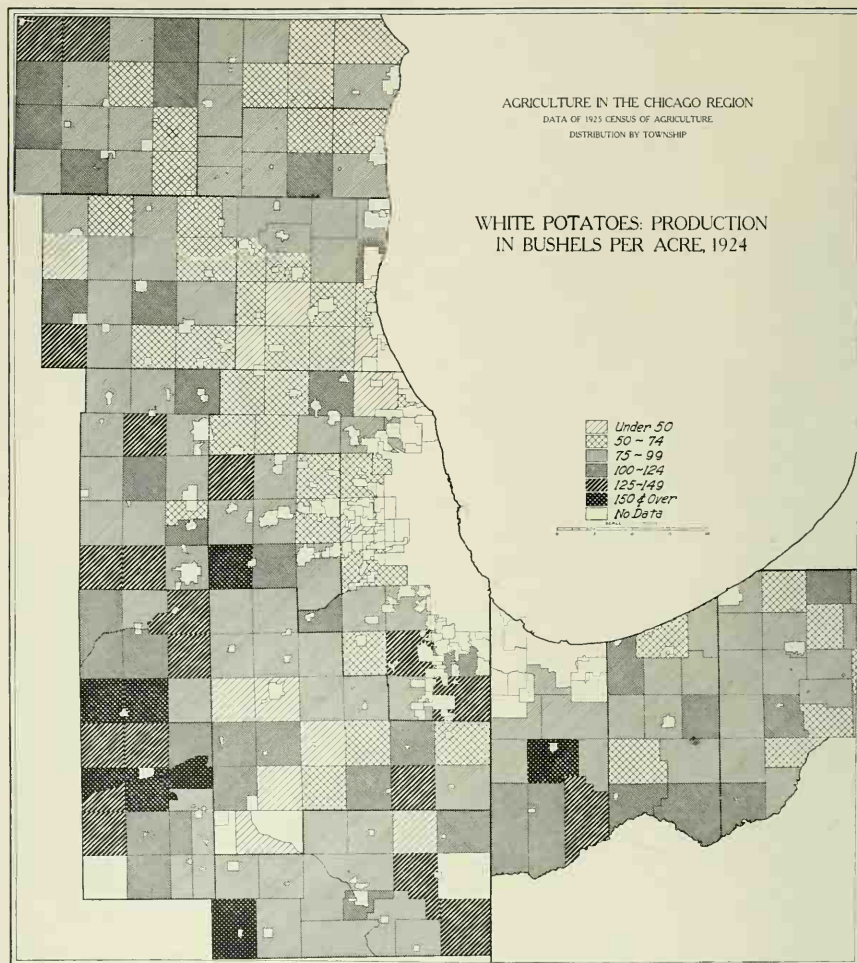 AGRICULTURE IN THE CHICAGO REGION
DATA OF 1925 CENSUS OF AGRICULTURE
DISTRIBUTION BY TOWNSHIP
WHITE POTATOES: PRODUCTION
IN BUSHELS PER ACRE, 1924
Under 50
50 - 74
75 - 99
100 - 124
125 - 149
150 & Over
No Data
SCALE